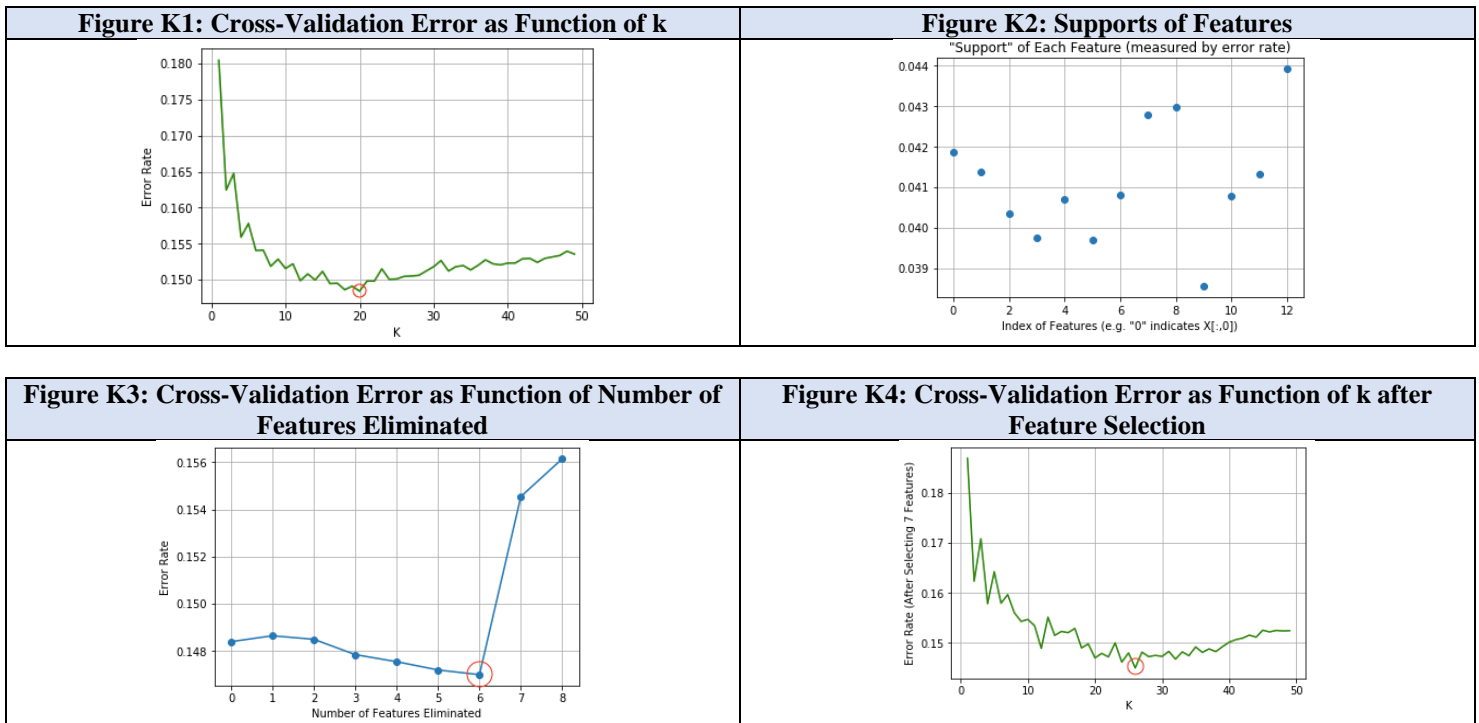 Figure K1: Cross-Validation Error as Function of k
0.180
0.175
0.170
0.165
0.160
0.155
0.150
Error Rate
0 10 20 30 40 50
K
Figure K2: Supports of Features
"Support" of Each Feature (measured by error rate)
0.044
0.043
0.042
0.041
0.040
0.039
0 2 4 6 8 10 12
Index of Features (e.g. "0" indicates X[:,0])
Figure K3: Cross-Validation Error as Function of Number of
Features Eliminated
0.156
0.154
0.152
0.150
0.148
Error Rate
0 1 2 3 4 5 6 7 8
Number of Features Eliminated
Figure K4: Cross-Validation Error as Function of k after
Feature Selection
0.18
0.17
0.16
0.15
Error Rate (After Selecting 7 Features)
0 10 20 30 40 50
K